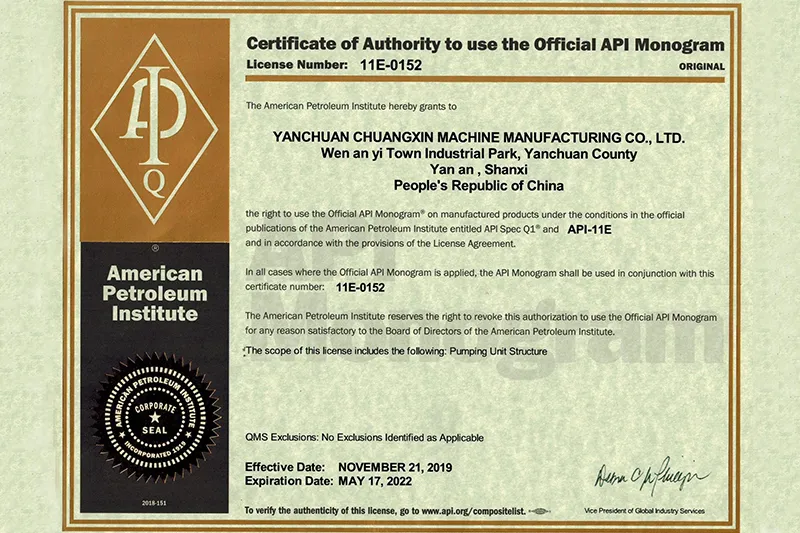 Certificate of Authority to use the Official API Monogram
License Number: 11E-0152
ORIGINAL
API
Q
®
American
Petroleum
Institute
AMERICAN PETROLEUM INSTITUTE
CORPORATE
SEAL
INCORPORATED 1919
2018-151
The American Petroleum Institute hereby grants to
YANCHUAN CHUANGXIN MACHINE MANUFACTURING CO., LTD.
Wen an yi Town Industrial Park, Yanchuan County
Yan an , Shanxi
People's Republic of China
the right to use the Official API Monogram® on manufactured products under the conditions in the official
publications of the American Petroleum Institute entitled API Spec Q1® and API-11E
and in accordance with the provisions of the License Agreement.
In all cases where the Official API Monogram is applied, the API Monogram shall be used in conjunction with this
certificate number: 11E-0152
The American Petroleum Institute reserves the right to revoke this authorization to use the Official API Monogram
for any reason satisfactory to the Board of Directors of the American Petroleum Institute.
The scope of this license includes the following: Pumping Unit Structure
API
Monogram
QMS Exclusions: No Exclusions Identified as Applicable
Effective Date: NOVEMBER 21, 2019
Expiration Date: MAY 17, 2022
To verify the authenticity of this license, go to www.api.org/compositelist.
Vice President of Global Industry Services